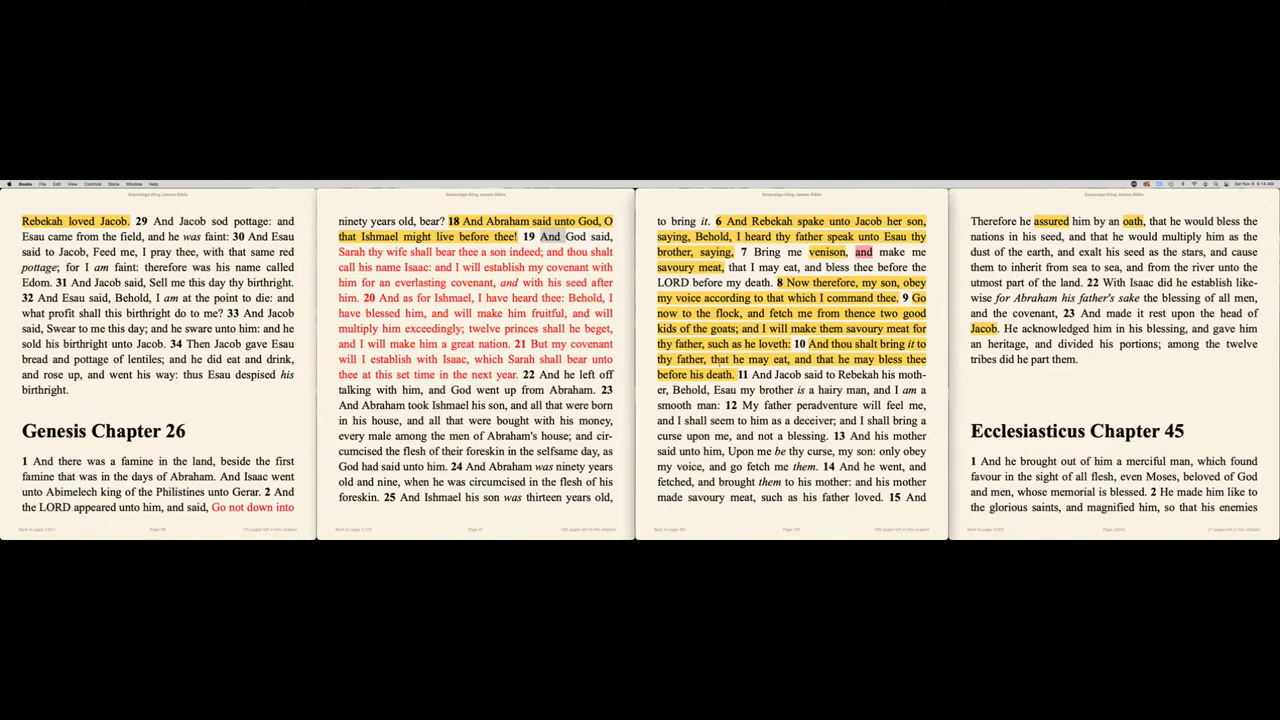 Books File Edit View Controls Store Window Help
Sat Nov 6 9:14 AM
Sovereign King James Bible
Rebekah loved Jacob. 29 And Jacob sod pottage: and
Esau came from the field, and he was faint: 30 And Esau
said to Jacob, Feed me, I pray thee, with that same red
pottage; for I am faint: therefore was his name called
Edom. 31 And Jacob said, Sell me this day thy birthright.
32 And Esau said, Behold, I am at the point to die: and
what profit shall this birthright do to me? 33 And Jacob
said, Swear to me this day; and he sware unto him: and he
sold his birthright unto Jacob. 34 Then Jacob gave Esau
bread and pottage of lentiles; and he did eat and drink,
and rose up, and went his way: thus Esau despised his
birthright.
Genesis Chapter 26
1 And there was a famine in the land, beside the first
famine that was in the days of Abraham. And Isaac went
unto Abimelech king of the Philistines unto Gerar. 2 And
the LORD appeared unto him, and said, Go not down into
Sovereign King James Bible
ninety years old, bear? 18 And Abraham said unto God, O
that Ishmael might live before thee! 19 And God said,
Sarah thy wife shall bear thee a son indeed; and thou shalt
call his name Isaac: and I will establish my covenant with
him for an everlasting covenant, and with his seed after
him. 20 And as for Ishmael, I have heard thee: Behold, I
have blessed him, and will make him fruitful, and will
multiply him exceedingly; twelve princes shall he beget,
and I will make him a great nation. 21 But my covenant
will I establish with Isaac, which Sarah shall bear unto
thee at this set time in the next year. 22 And he left off
talking with him, and God went up from Abraham. 23
And Abraham took Ishmael his son, and all that were born
in his house, and all that were bought with his money,
every male among the men of Abraham's house; and cir-
cumcised the flesh of their foreskin in the selfsame day, as
God had said unto him. 24 And Abraham was ninety years
old and nine, when he was circumcised in the flesh of his
foreskin. 25 And Ishmael his son was thirteen years old,
Sovereign King James Bible
to bring it. 6 And Rebekah spake unto Jacob her son,
saying, Behold, I heard thy father speak unto Esau thy
brother, saying, 7 Bring me venison, and make me
savoury meat, that I may eat, and bless thee before the
LORD before my death. 8 Now therefore, my son, obey
my voice according to that which I command thee. 9 Go
now to the flock, and fetch me from thence two good
kids of the goats; and I will make them savoury meat for
thy father, such as he loveth: 10 And thou shalt bring it to
thy father, that he may eat, and that he may bless thee
before his death. 11 And Jacob said to Rebekah his moth-
er, Behold, Esau my brother is a hairy man, and I am a
smooth man: 12 My father peradventure will feel me,
and I shall seem to him as a deceiver; and I shall bring a
curse upon me, and not a blessing. 13 And his mother
said unto him, Upon me be thy curse, my son: only obey
my voice, and go fetch me them. 14 And he went, and
fetched, and brought them to his mother: and his mother
made savoury meat, such as his father loved. 15 And
Sovereign King James Bible
Therefore he assured him by an oath, that he would bless the
nations in his seed, and that he would multiply him as the
dust of the earth, and exalt his seed as the stars, and cause
them to inherit from sea to sea, and from the river unto the
utmost part of the land. 22 With Isaac did he establish like-
wise for Abraham his father's sake the blessing of all men,
and the covenant, 23 And made it rest upon the head of
Jacob. He acknowledged him in his blessing, and gave him
an heritage, and divided his portions; among the twelve
tribes did he part them.
Ecclesiasticus Chapter 45
1 And he brought out of him a merciful man, which found
favour in the sight of all flesh, even Moses, beloved of God
and men, whose memorial is blessed. 2 He made him like to
the glorious saints, and magnified him, so that his enemies